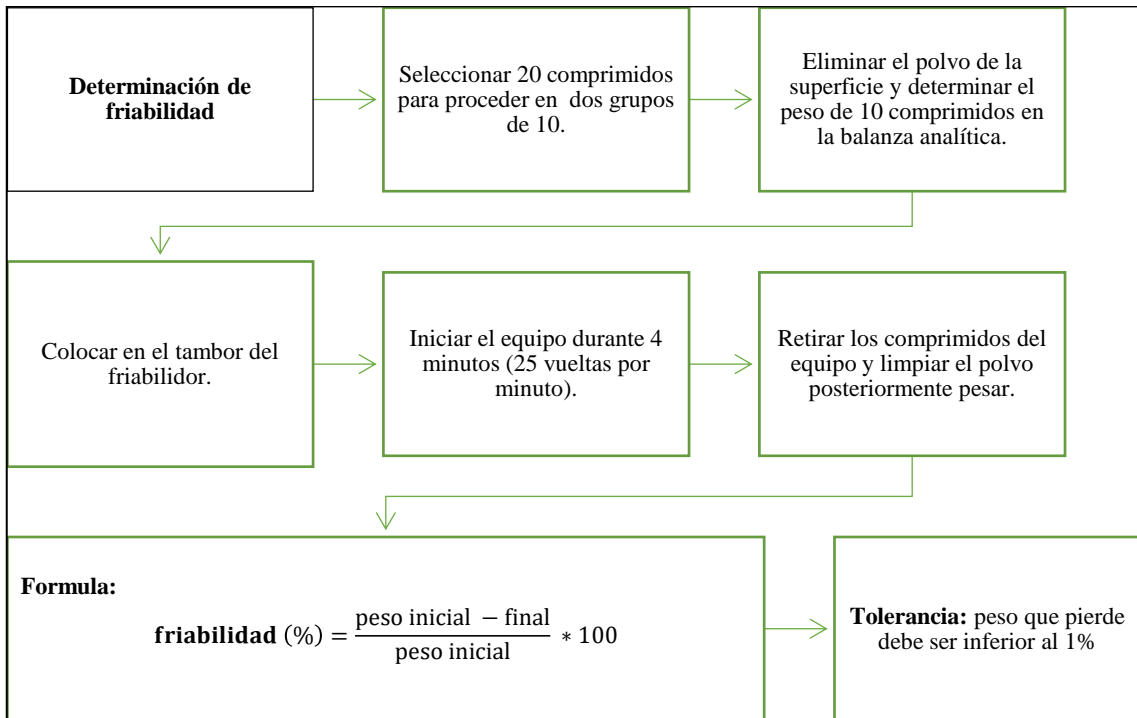 Determinación de
friabilidad
Seleccionar 20 comprimidos
para proceder en dos grupos
de 10.
Eliminar el polvo de la
superficie y determinar el
peso de 10 comprimidos en
la balanza analítica.
Colocar en el tambor del
friabilidor.
Iniciar el equipo durante 4
minutos (25 vueltas por
minuto).
Retirar los comprimidos del
equipo y limpiar el polvo
posteriormente pesar.
Formula:
friabilidad (%) = (peso inicial − final) / peso inicial * 100
Tolerancia: peso que pierde
debe ser inferior al 1%